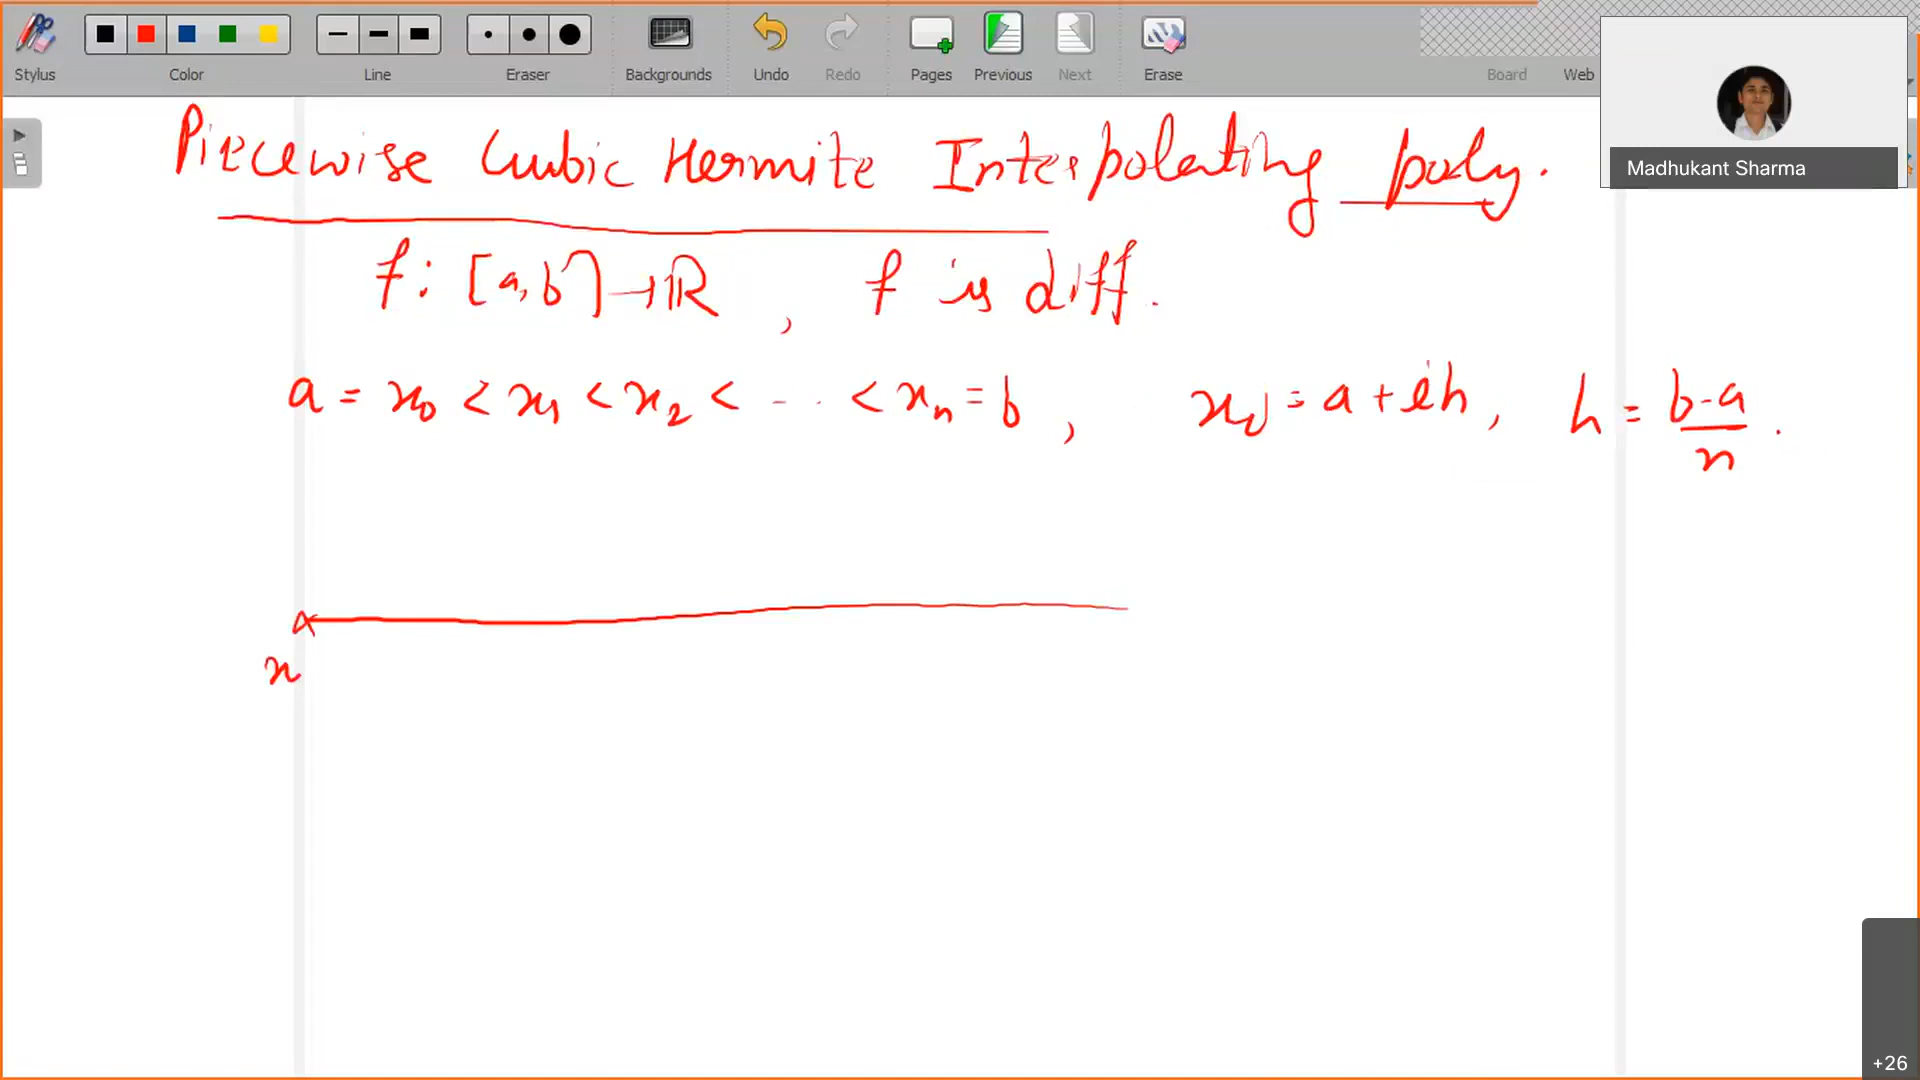 Stylus Color Line Eraser Backgrounds Undo Redo Pages Previous Next Erase Board Web
Madhukant Sharma
Piecewise Cubic Hermite Interpolating poly.
f: [a,b] → ℝ , f is diff.
a = x₀ < x₁ < x₂ < ... < xₙ = b , xᵢ = a + ih , h = (b-a)/n .
x
+26